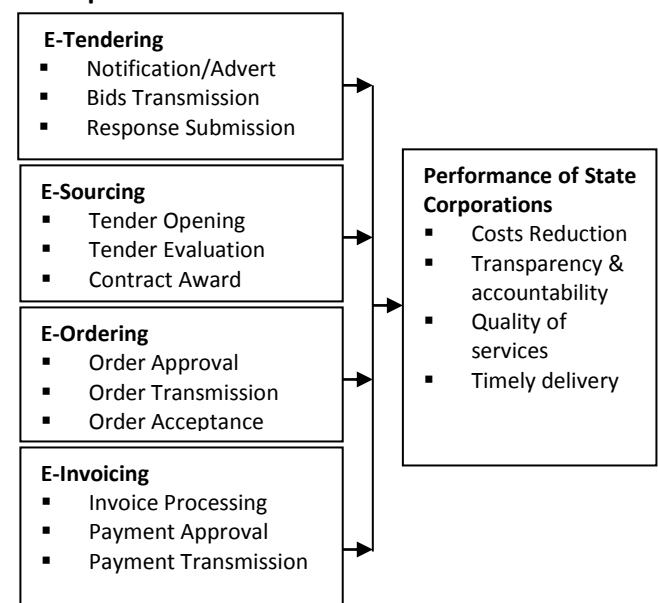 E-Tendering
▪ Notification/Advert
▪ Bids Transmission
▪ Response Submission
E-Sourcing
▪ Tender Opening
▪ Tender Evaluation
▪ Contract Award
E-Ordering
▪ Order Approval
▪ Order Transmission
▪ Order Acceptance
E-Invoicing
▪ Invoice Processing
▪ Payment Approval
▪ Payment Transmission
Performance of State
Corporations
▪ Costs Reduction
▪ Transparency &
accountability
▪ Quality of
services
▪ Timely delivery